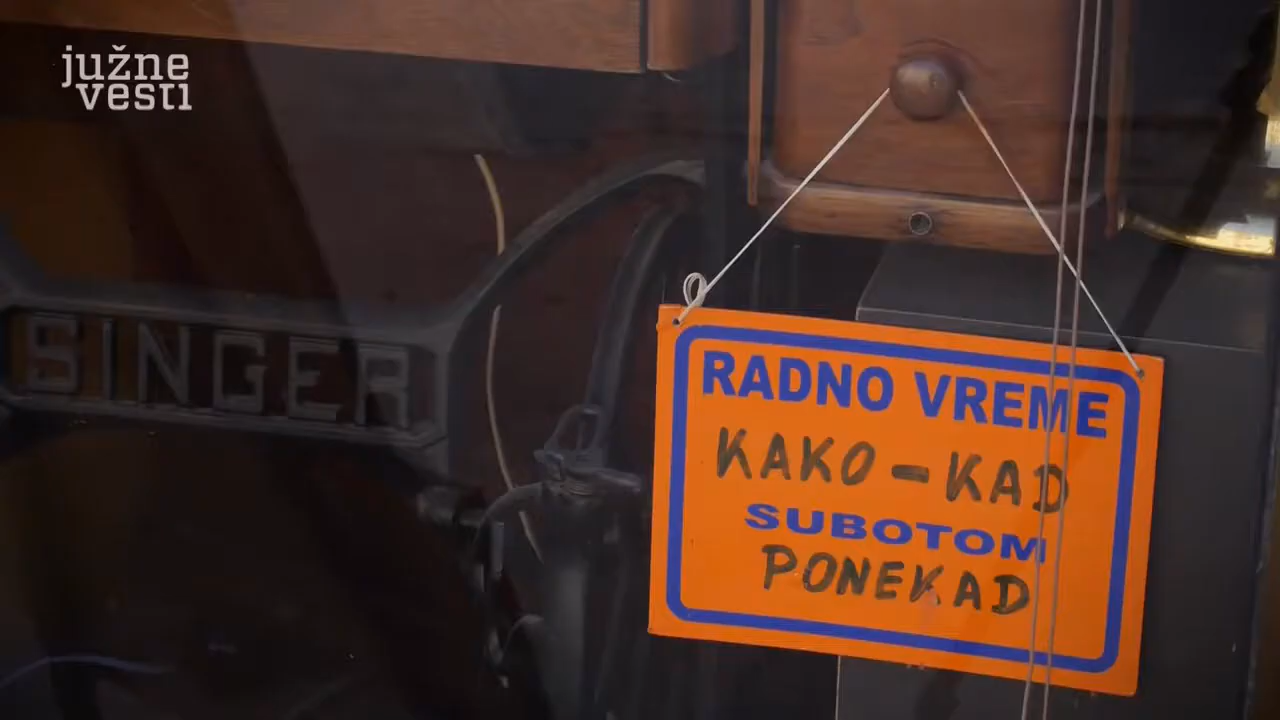 južne
vesti
SINGER
RADNO VREME
KAKO-KAD
SUBOTOM
PONEKAD